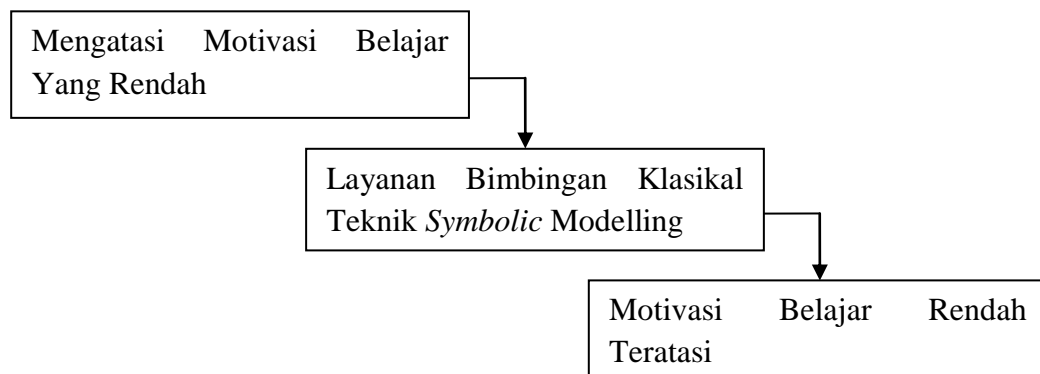 Mengatasi Motivasi Belajar
Yang Rendah
Layanan Bimbingan Klasikal
Teknik Symbolic Modelling
Motivasi Belajar Rendah
Teratasi